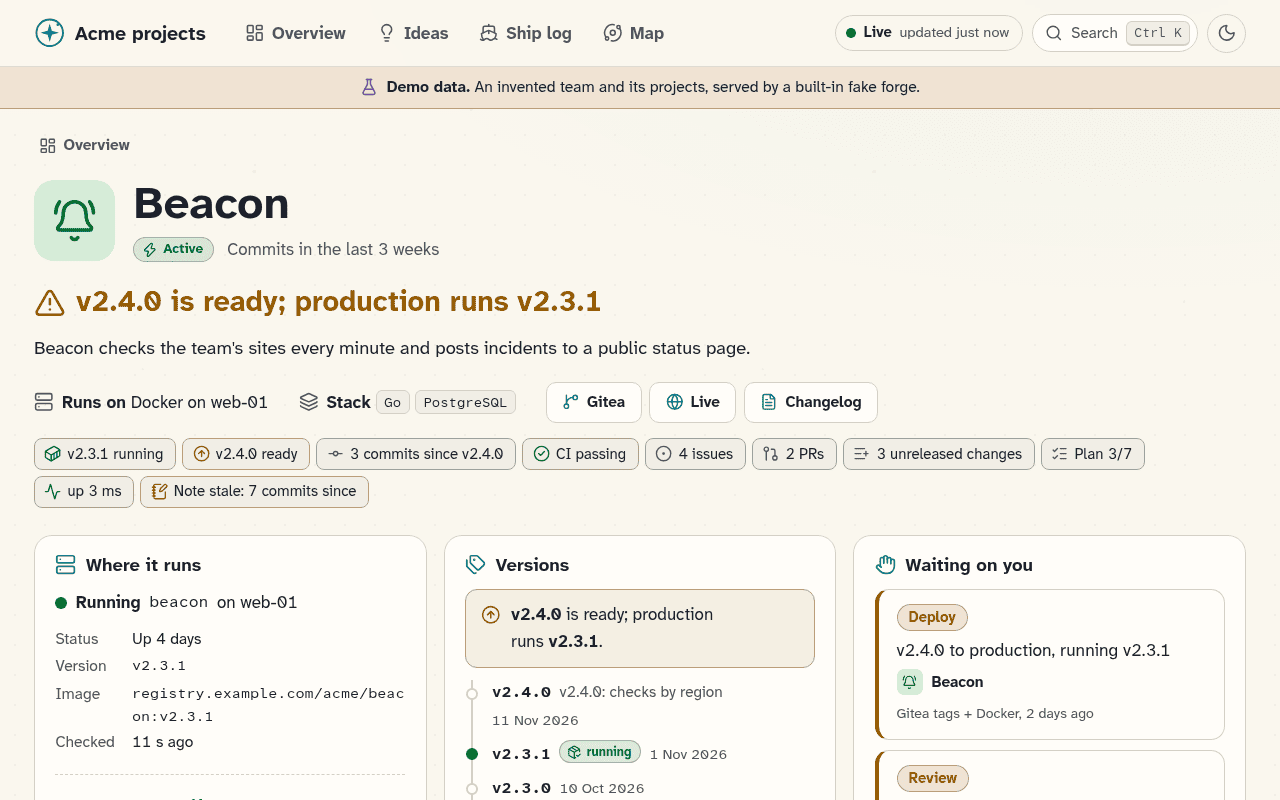 Acme projects
Overview
Ideas
Ship log
Map
Live updated just now
Search Ctrl K
Demo data. An invented team and its projects, served by a built-in fake forge.
Overview
Beacon
Active Commits in the last 3 weeks
v2.4.0 is ready; production runs v2.3.1
Beacon checks the team's sites every minute and posts incidents to a public status page.
Runs on Docker on web-01
Stack Go PostgreSQL
Gitea
Live
Changelog
v2.3.1 running
v2.4.0 ready
3 commits since v2.4.0
CI passing
4 issues
2 PRs
3 unreleased changes
Plan 3/7
up 3 ms
Note stale: 7 commits since
Where it runs
Running beacon on web-01
Status Up 4 days
Version v2.3.1
Image registry.example.com/acme/beac
on:v2.3.1
Checked 11 s ago
Versions
v2.4.0 is ready; production
runs v2.3.1.
v2.4.0 v2.4.0: checks by region
11 Nov 2026
v2.3.1 running 1 Nov 2026
v2.3.0 10 Oct 2026
Waiting on you
Deploy
v2.4.0 to production, running v2.3.1
Beacon
Gitea tags + Docker, 2 days ago
Review